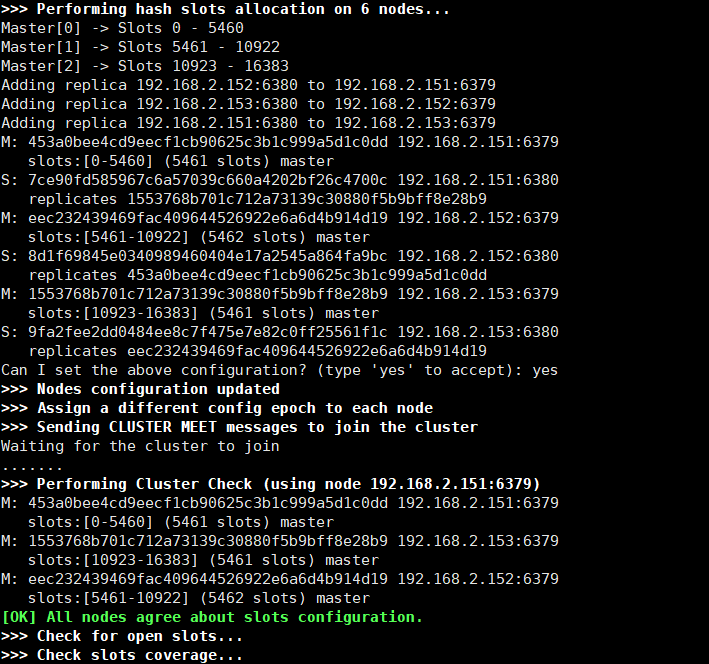 >>> Performing hash slots allocation on 6 nodes...
Master[0] -> Slots 0 - 5460
Master[1] -> Slots 5461 - 10922
Master[2] -> Slots 10923 - 16383
Adding replica 192.168.2.152:6380 to 192.168.2.151:6379
Adding replica 192.168.2.153:6380 to 192.168.2.152:6379
Adding replica 192.168.2.151:6380 to 192.168.2.153:6379
M: 453a0bee4cd9eecf1cb90625c3b1c999a5d1c0dd 192.168.2.151:6379
   slots:[0-5460] (5461 slots) master
S: 7ce90fd585967c6a57039c660a4202bf26c4700c 192.168.2.151:6380
   replicates 1553768b701c712a73139c30880f5b9bff8e28b9
M: eec232439469fac409644526922e6a6d4b914d19 192.168.2.152:6379
   slots:[5461-10922] (5462 slots) master
S: 8d1f69845e0340989460404e17a2545a864fa9bc 192.168.2.152:6380
   replicates 453a0bee4cd9eecf1cb90625c3b1c999a5d1c0dd
M: 1553768b701c712a73139c30880f5b9bff8e28b9 192.168.2.153:6379
   slots:[10923-16383] (5461 slots) master
S: 9fa2fee2dd0484ee8c7f475e7e82c0ff25561f1c 192.168.2.153:6380
   replicates eec232439469fac409644526922e6a6d4b914d19
Can I set the above configuration? (type 'yes' to accept): yes
>>> Nodes configuration updated
>>> Assign a different config epoch to each node
>>> Sending CLUSTER MEET messages to join the cluster
Waiting for the cluster to join
.......
>>> Performing Cluster Check (using node 192.168.2.151:6379)
M: 453a0bee4cd9eecf1cb90625c3b1c999a5d1c0dd 192.168.2.151:6379
   slots:[0-5460] (5461 slots) master
M: 1553768b701c712a73139c30880f5b9bff8e28b9 192.168.2.153:6379
   slots:[10923-16383] (5461 slots) master
M: eec232439469fac409644526922e6a6d4b914d19 192.168.2.152:6379
   slots:[5461-10922] (5462 slots) master
[OK] All nodes agree about slots configuration.
>>> Check for open slots...
>>> Check slots coverage...